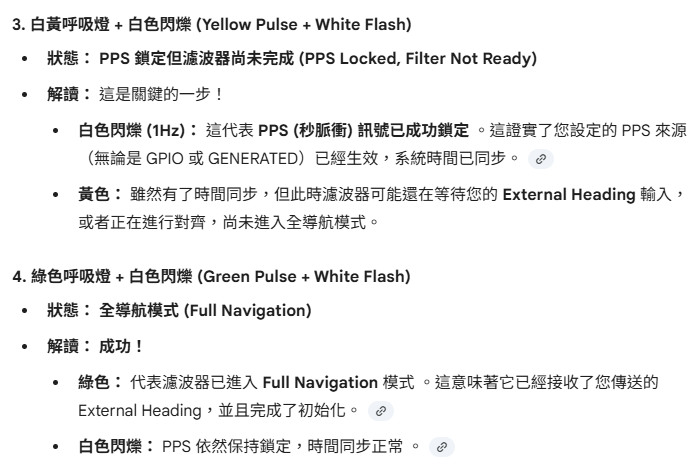 3. 白黃呼吸燈 + 白色閃爍 (Yellow Pulse + White Flash)
• 狀態： PPS 鎖定但濾波器尚未完成 (PPS Locked, Filter Not Ready)
• 解讀： 這是關鍵的一步！
• 白色閃爍 (1Hz)： 這代表 PPS (秒脈衝) 訊號已成功鎖定 。這證實了您設定的 PPS 來源
（無論是 GPIO 或 GENERATED）已經生效，系統時間已同步。
• 黃色： 雖然有了時間同步，但此時濾波器可能還在等待您的 External Heading 輸入，
或者正在進行對齊，尚未進入全導航模式。
4. 綠色呼吸燈 + 白色閃爍 (Green Pulse + White Flash)
• 狀態： 全導航模式 (Full Navigation)
• 解讀： 成功！
• 綠色： 代表濾波器已進入 Full Navigation 模式 。這意味著它已經接收了您傳送的
External Heading，並且完成了初始化。
• 白色閃爍： PPS 依然保持鎖定，時間同步正常 。